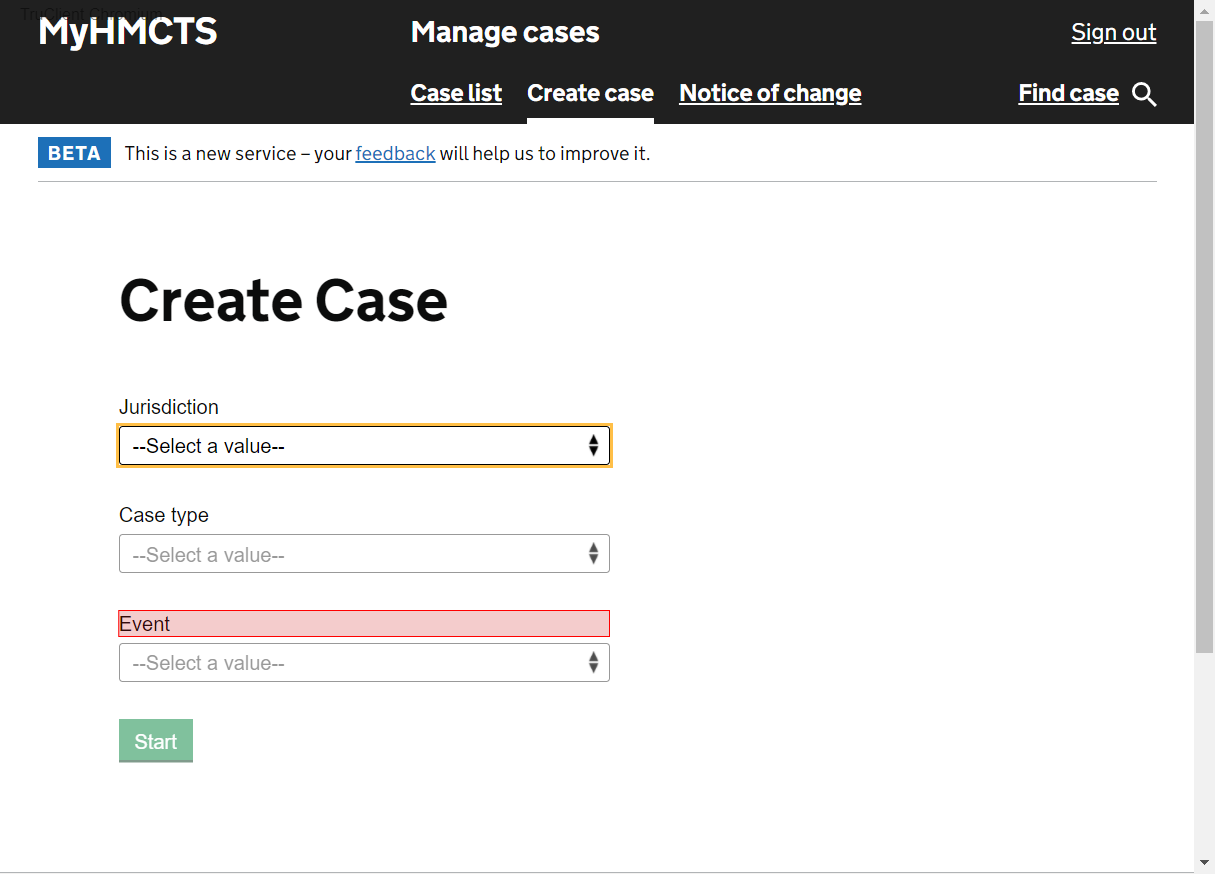 TruClient Chromium
MyHMCTS
Manage cases
Sign out
Case list
Create case
Notice of change
Find case
BETA
This is a new service – your feedback will help us to improve it.
Create Case
Jurisdiction
--Select a value--
Case type
--Select a value--
Event
--Select a value--
Start